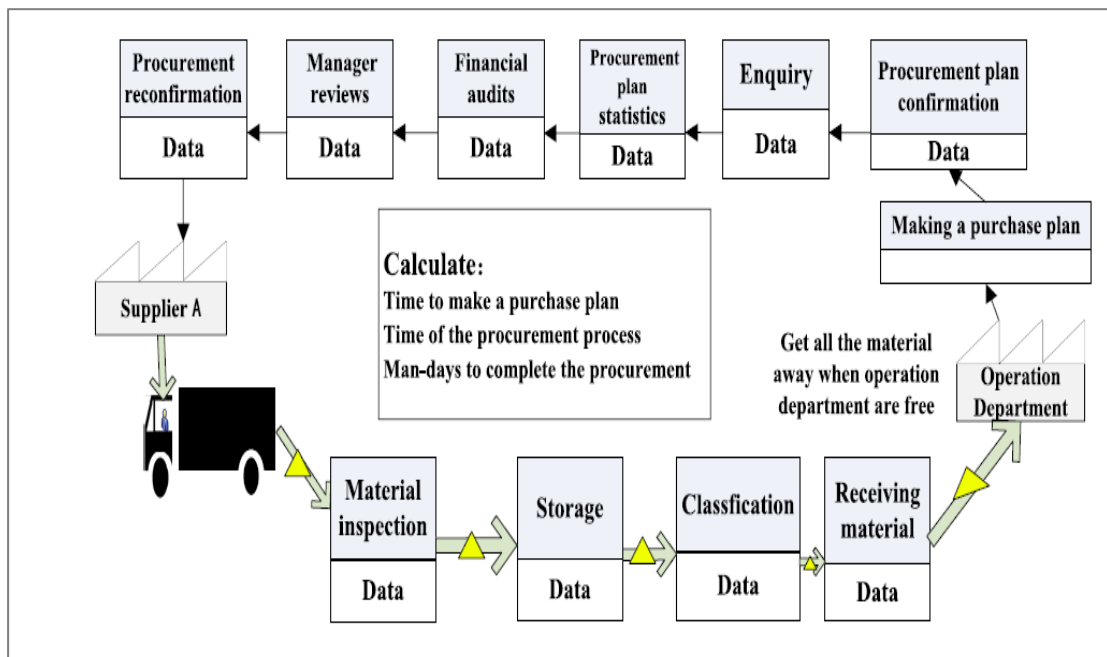 Procurement
reconfirmation
Data
Manager
reviews
Data
Financial
audits
Data
Procurement
plan
statistics
Data
Enquiry
Data
Procurement plan
confirmation
Data
Making a purchase plan
Calculate:
Time to make a purchase plan
Time of the procurement process
Man-days to complete the procurement
Supplier A
Get all the material
away when operation
department are free
Operation
Department
Material
inspection
Data
Storage
Data
Classfication
Data
Receiving
material
Data